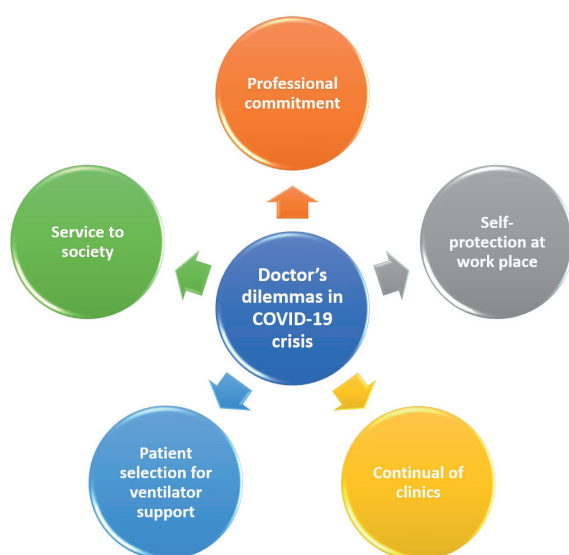 Professional
commitment
Self-
protection at
work place
Continual of
clinics
Patient
selection for
ventilator
support
Service to
society
Doctor's
dilemmas in
COVID-19
crisis